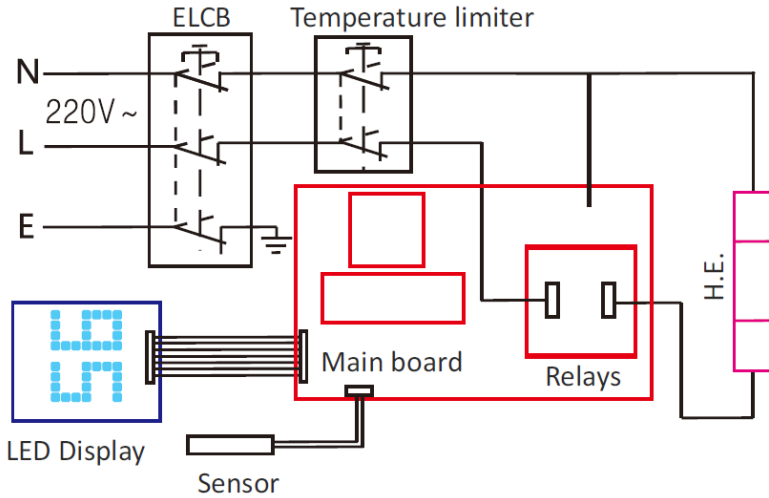 ELCB
Temperature limiter
N
220V~
L
E
H.E.
Main board
Relays
LED Display
Sensor